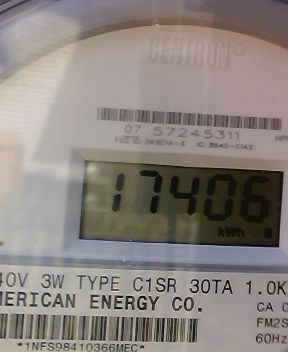 CENTRON
07 57245311
17406
kWh
40V 3W TYPE C1SR 30TA 1.0K
MERICAN ENERGY CO.
CA 0
FM2S
60Hz
*1NFS98410366MEC*